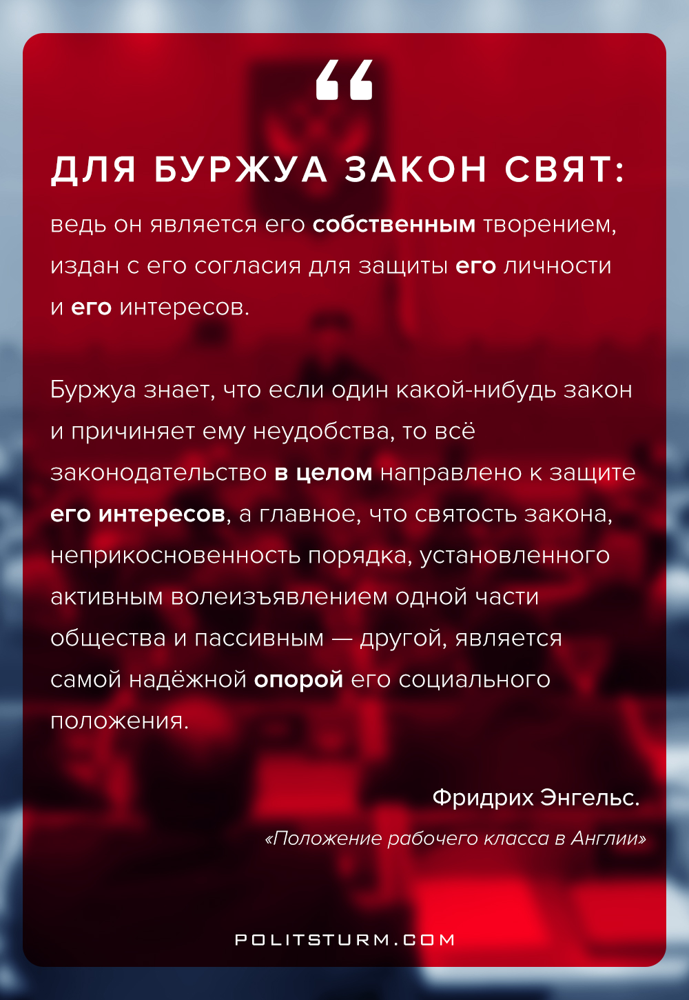 “
ДЛЯ БУРЖУА ЗАКОН СВЯТ:
ведь он является его собственным творением,
издан с его согласия для защиты его личности
и его интересов.
Буржуа знает, что если один какой-нибудь закон
и причиняет ему неудобства, то всё
законодательство в целом направлено к защите
его интересов, а главное, что святость закона,
неприкосновенность порядка, установленного
активным волеизъявлением одной части
общества и пассивным — другой, является
самой надёжной опорой его социального
положения.
Фридрих Энгельс.
«Положение рабочего класса в Англии»
POLITSTURM.COM